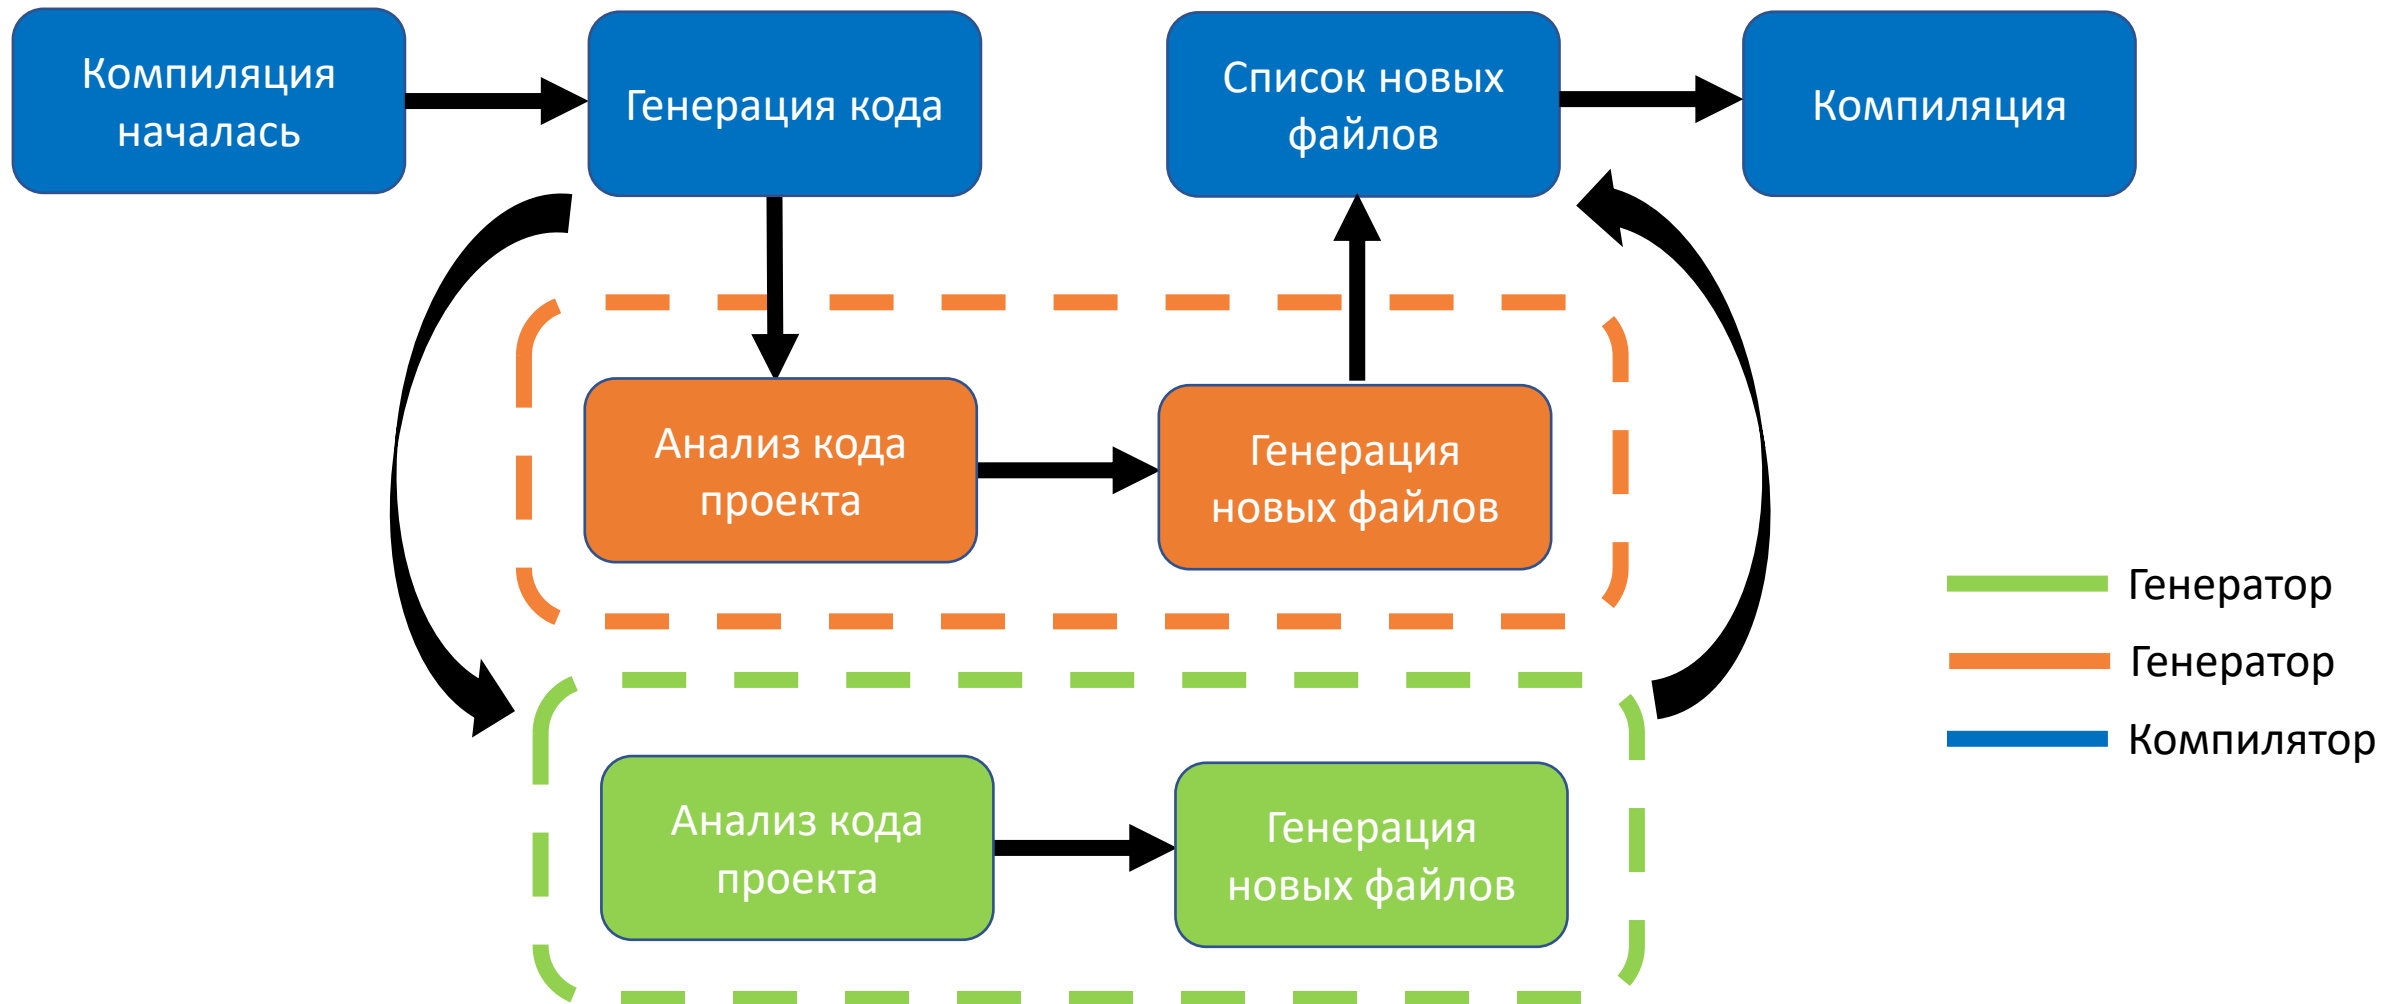 Компиляция
началась
Генерация кода
Список новых
файлов
Компиляция
Анализ кода
проекта
Генерация
новых файлов
Анализ кода
проекта
Генерация
новых файлов
Генератор
Генератор
Компилятор